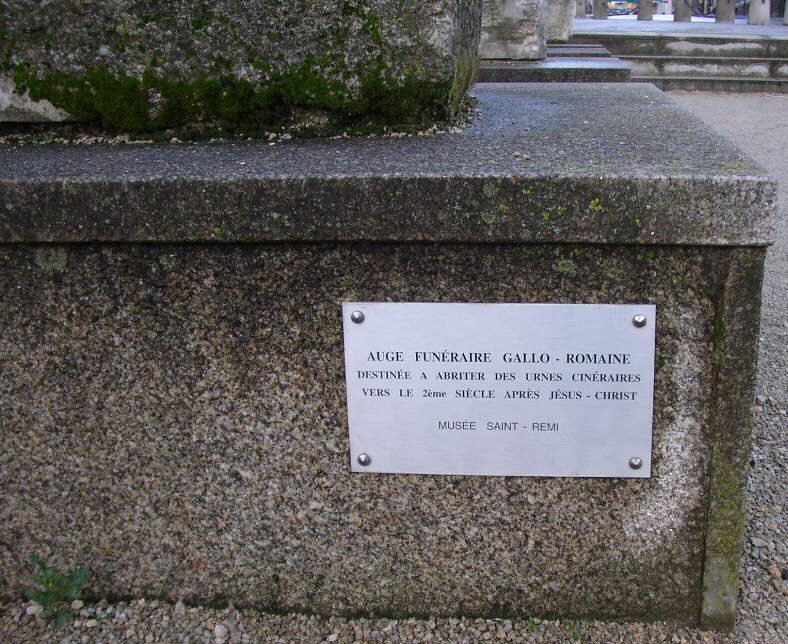 AUGE FUNÉRAIRE GALLO - ROMAINE
DESTINÉE A ABRITER DES URNES CINÉRAIRES
VERS LE 2ème SIÈCLE APRÈS JÉSUS - CHRIST
MUSÉE SAINT - REMI